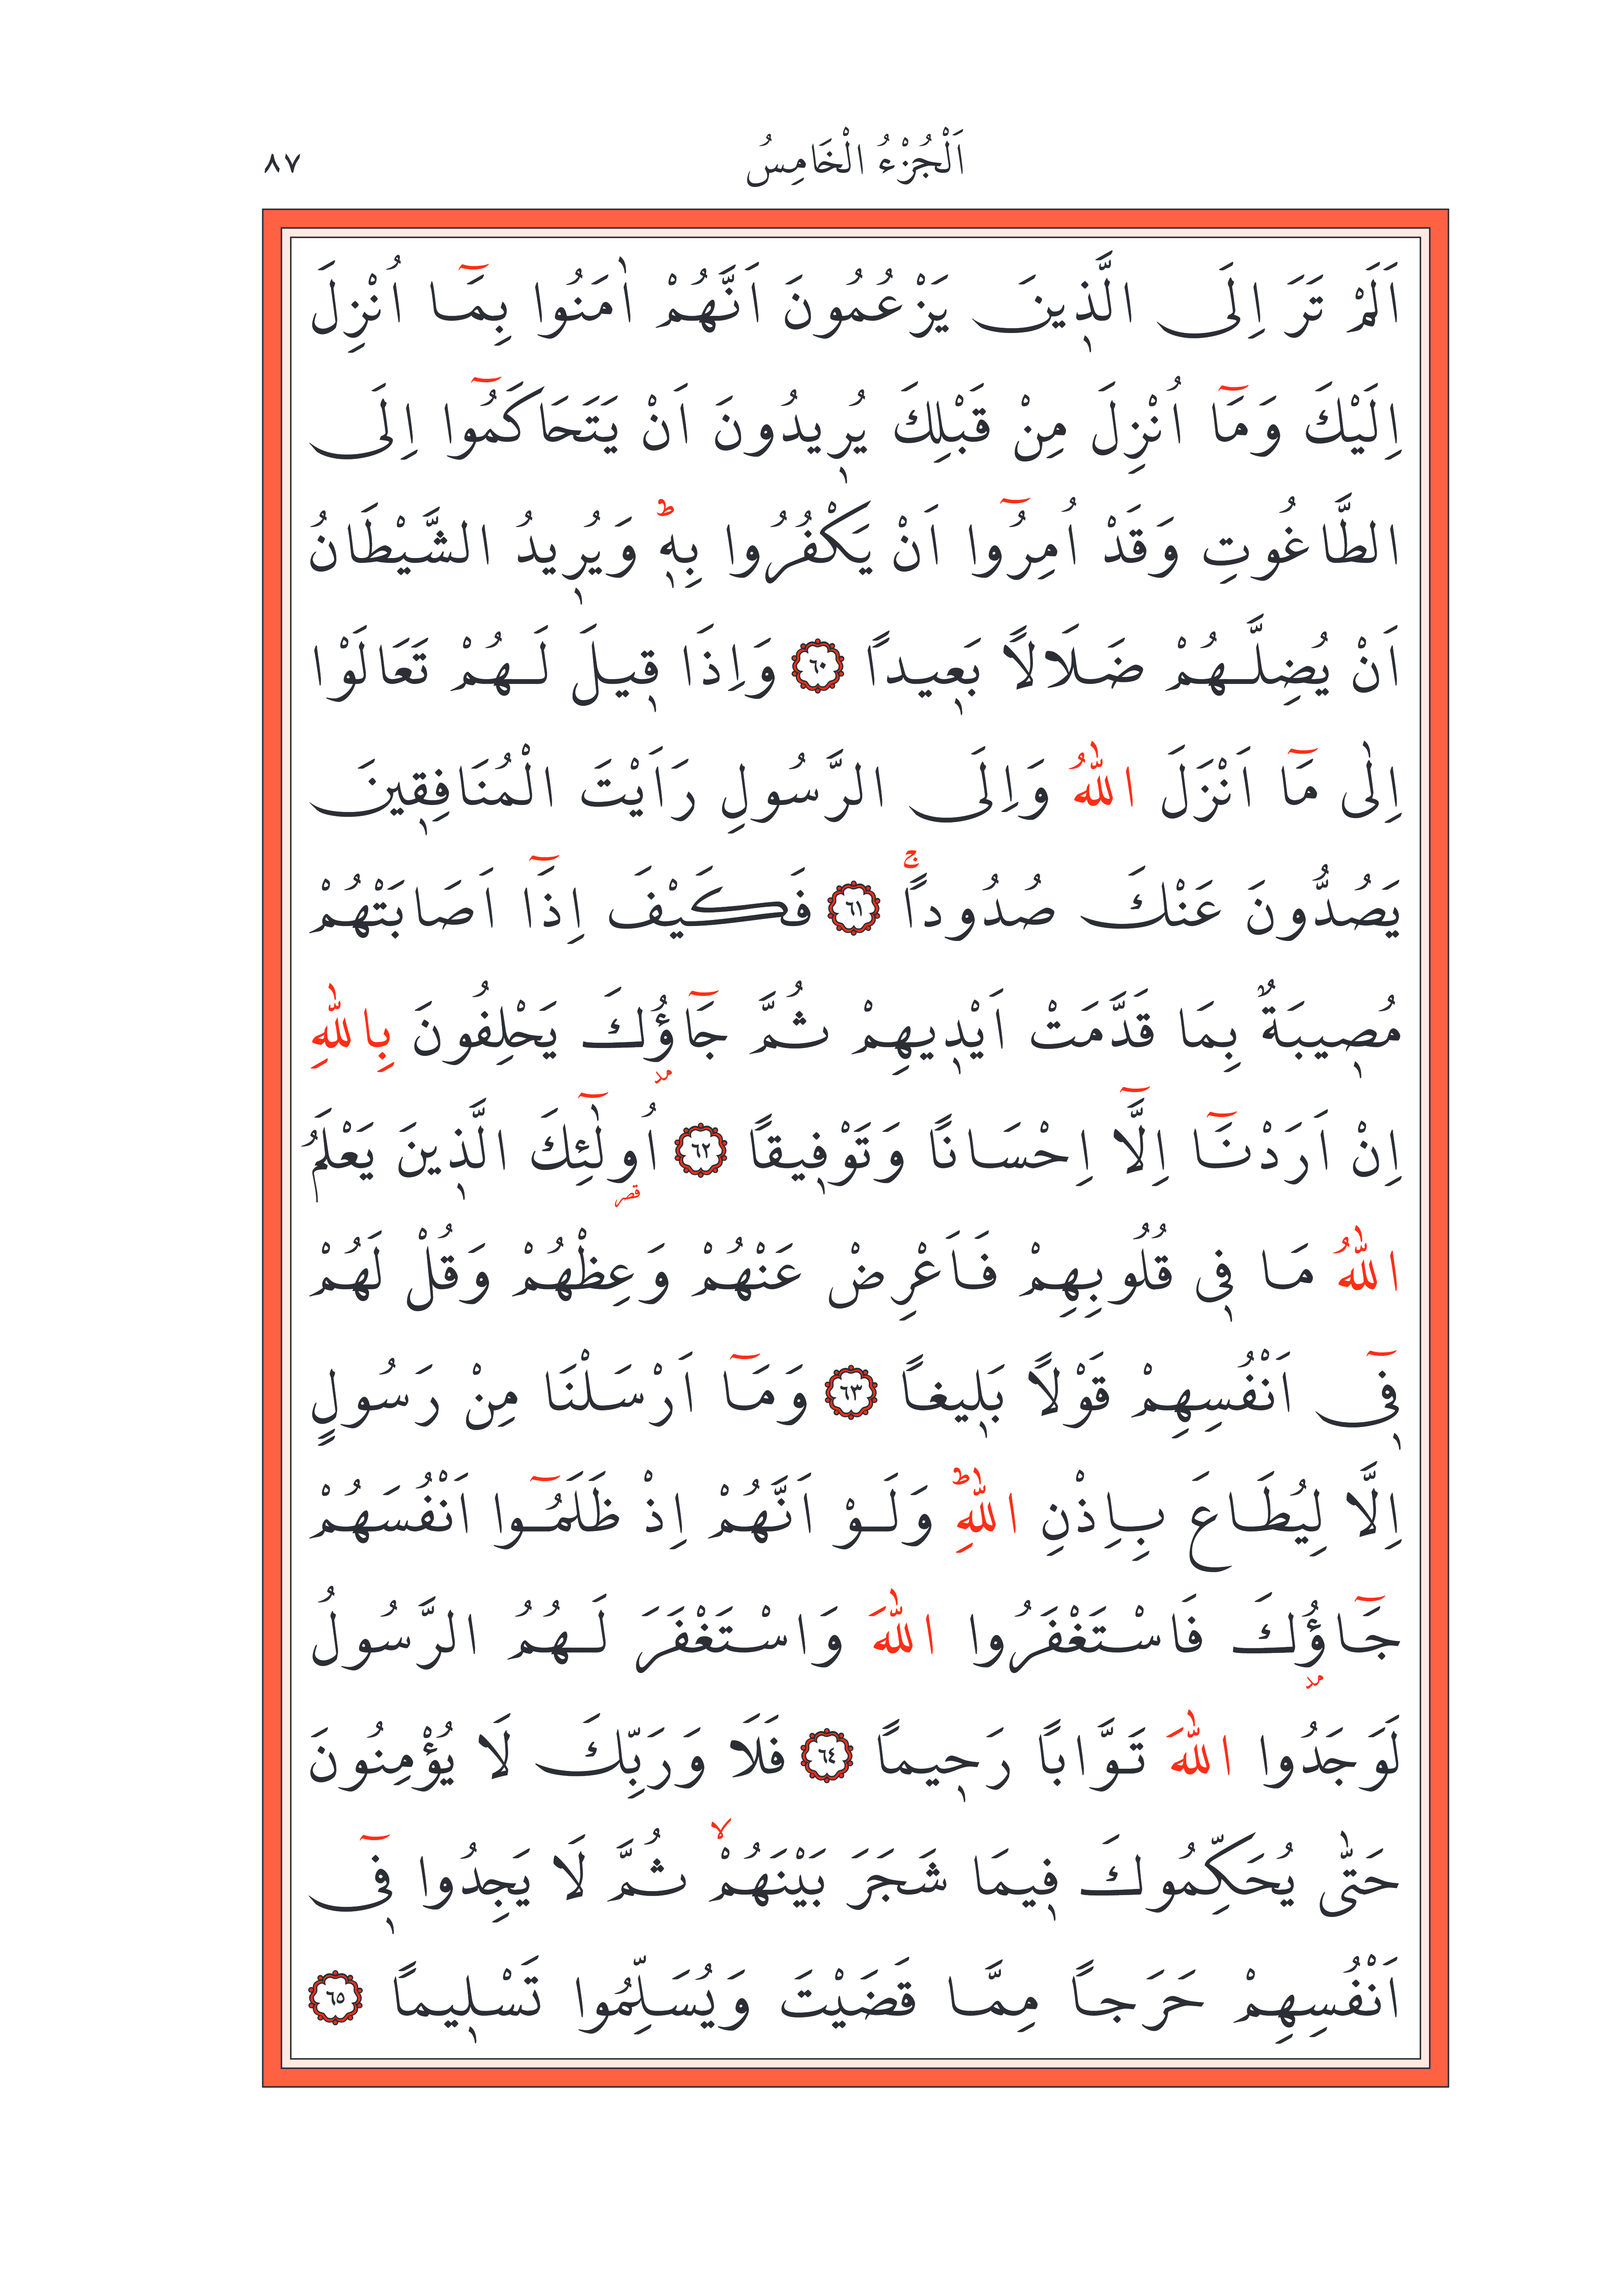 اَلْجُزْءُ الْخَامِسُ ٨٧
اَلَمْ تَرَ اِلَى الَّذ۪ينَ يَزْعُمُونَ اَنَّهُمْ اٰمَنُوا بِمَٓا اُنْزِلَ
اِلَيْكَ وَمَٓا اُنْزِلَ مِنْ قَبْلِكَ يُر۪يدُونَ اَنْ يَتَحَاكَمُٓوا اِلَى
الطَّاغُوتِ وَقَدْ اُمِرُٓوا اَنْ يَكْفُرُوا بِه۪ۜ وَيُر۪يدُ الشَّيْطَانُ
اَنْ يُضِلَّهُمْ ضَلَالًا بَع۪يدًا ﴿٦٠﴾ وَاِذَا ق۪يلَ لَهُمْ تَعَالَوْا
اِلٰى مَٓا اَنْزَلَ اللّٰهُ وَاِلَى الرَّسُولِ رَاَيْتَ الْمُنَافِق۪ينَ
يَصُدُّونَ عَنْكَ صُدُودًاۚ ﴿٦١﴾ فَكَيْفَ اِذَٓا اَصَابَتْهُمْ
مُص۪يبَةٌ بِمَا قَدَّمَتْ اَيْد۪يهِمْ ثُمَّ جَٓاؤُ۫كَ يَحْلِفُونَ بِاللّٰهِ
مد
اِنْ اَرَدْنَٓا اِلَّٓا اِحْسَانًا وَتَوْف۪يقًا ﴿٦٢﴾ اُو۬لٰٓئِكَ الَّذ۪ينَ يَعْلَمُ
قصر
اللّٰهُ مَا ف۪ي قُلُوبِهِمْ فَاَعْرِضْ عَنْهُمْ وَعِظْهُمْ وَقُلْ لَهُمْ
ف۪ٓي اَنْفُسِهِمْ قَوْلًا بَل۪يغًا ﴿٦٣﴾ وَمَٓا اَرْسَلْنَا مِنْ رَسُولٍ
اِلَّا لِيُطَاعَ بِاِذْنِ اللّٰهِۜ وَلَوْ اَنَّهُمْ اِذْ ظَلَمُٓوا اَنْفُسَهُمْ
جَٓاؤُ۫كَ فَاسْتَغْفَرُوا اللّٰهَ وَاسْتَغْفَرَ لَهُمُ الرَّسُولُ
مد
لَوَجَدُوا اللّٰهَ تَوَّابًا رَح۪يمًا ﴿٦٤﴾ فَلَا وَرَبِّكَ لَا يُؤْمِنُونَ
حَتّٰى يُحَكِّمُوكَ ف۪يمَا شَجَرَ بَيْنَهُمْۙ ثُمَّ لَا يَجِدُوا ف۪ٓي
اَنْفُسِهِمْ حَرَجًا مِمَّا قَضَيْتَ وَيُسَلِّمُوا تَسْل۪يمًا ﴿٦٥﴾